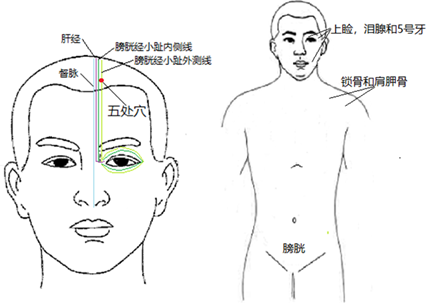 肝经
膀胱经小趾内侧线
膀胱经小趾外测线
督脉
五处穴
上睑，泪腺和5号牙
锁骨和肩胛骨
膀胱